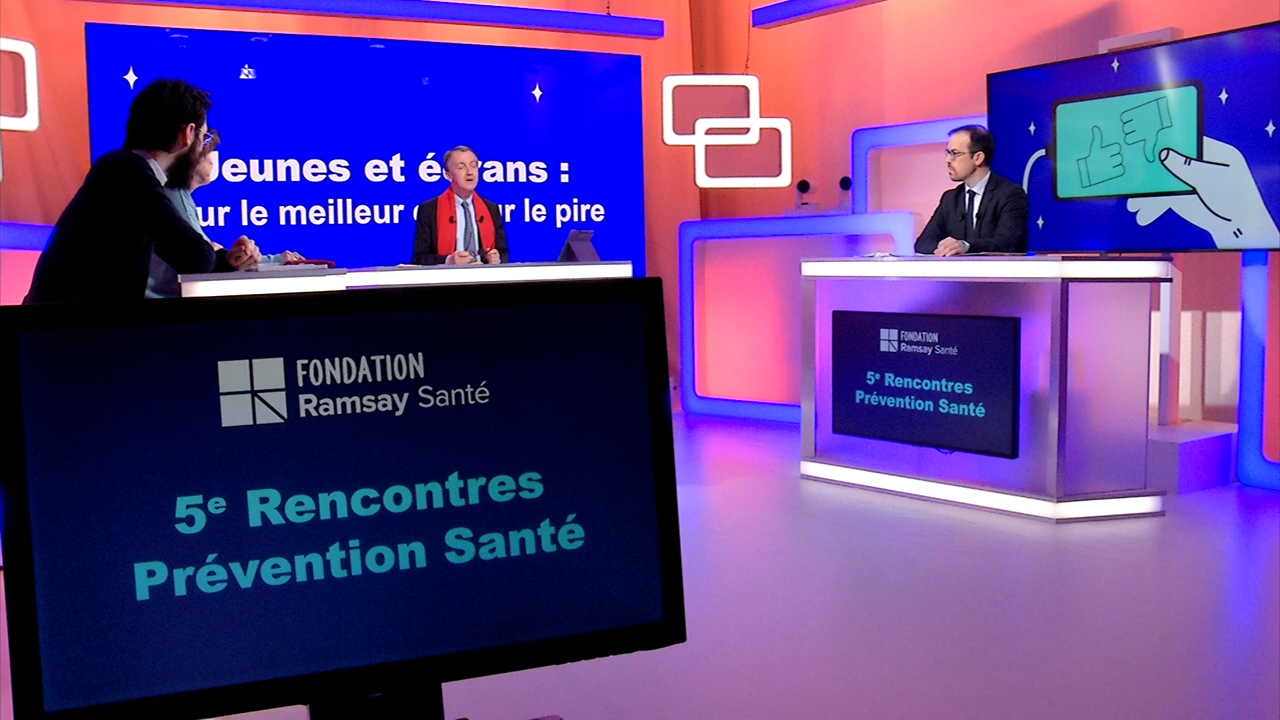 Jeunes et écrans :
ur le meilleur ur le pire
FONDATION
Ramsay Santé
5e Rencontres
Prévention Santé
FONDATION
Ramsay Santé
5e Rencontres
Prévention Santé